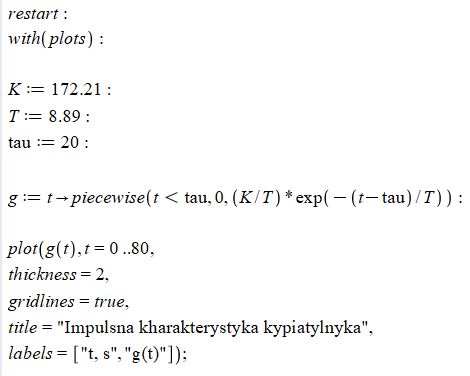 restart :
with(plots) :
K := 172.21 :
T := 8.89 :
tau := 20 :
g := t→piecewise(t < tau, 0, (K/T) * exp( − (t−tau) / T) ) :
plot(g(t), t = 0 ..80,
thickness = 2,
gridlines = true,
title = "Impulsna kharakterystyka kypiatylnyka",
labels = ["t, s", "g(t)"]);